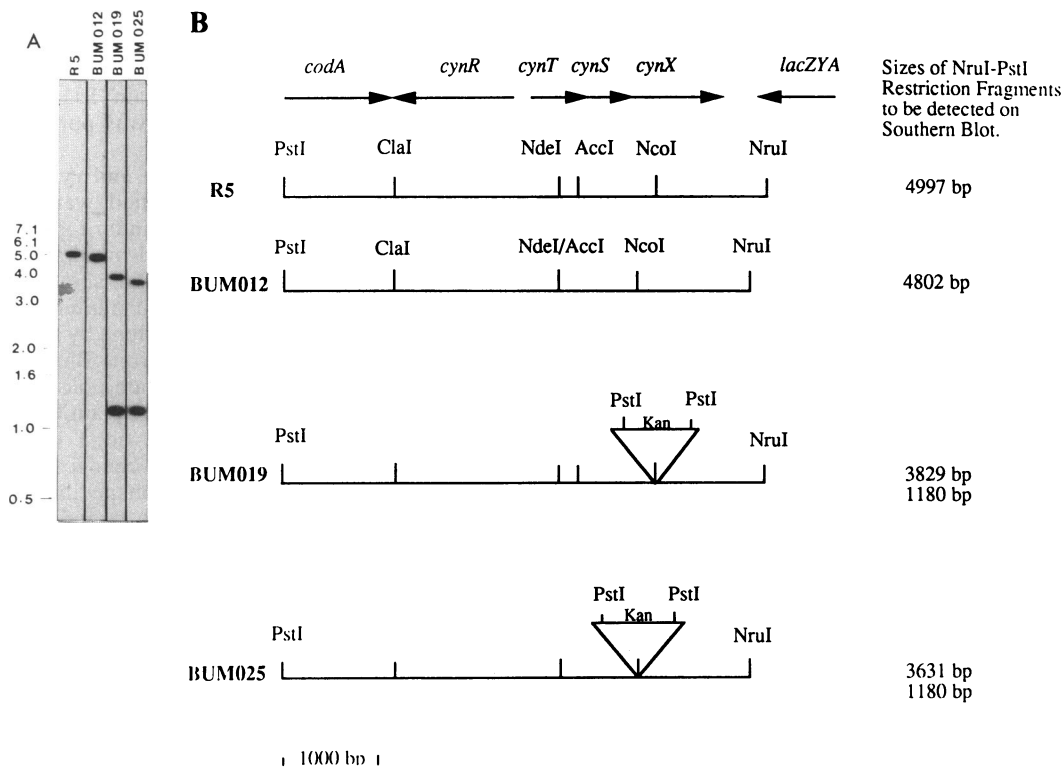 A
R5
BUM012
BUM019
BUM025
7.1
6.1
5.0
4.0
3.0
2.0
1.6
1.0
0.5
B
codA cynR cynT cynS cynX lacZYA
Sizes of NruI-PstI
Restriction Fragments
to be detected on
Southern Blot.
PstI ClaI NdeI AccI NcoI NruI
R5 4997 bp
PstI ClaI NdeI/AccI NcoI NruI
BUM012 4802 bp
PstI PstI
Kan
PstI NruI
BUM019 3829 bp
1180 bp
PstI PstI
Kan
PstI NruI
BUM025 3631 bp
1180 bp
1000 bp